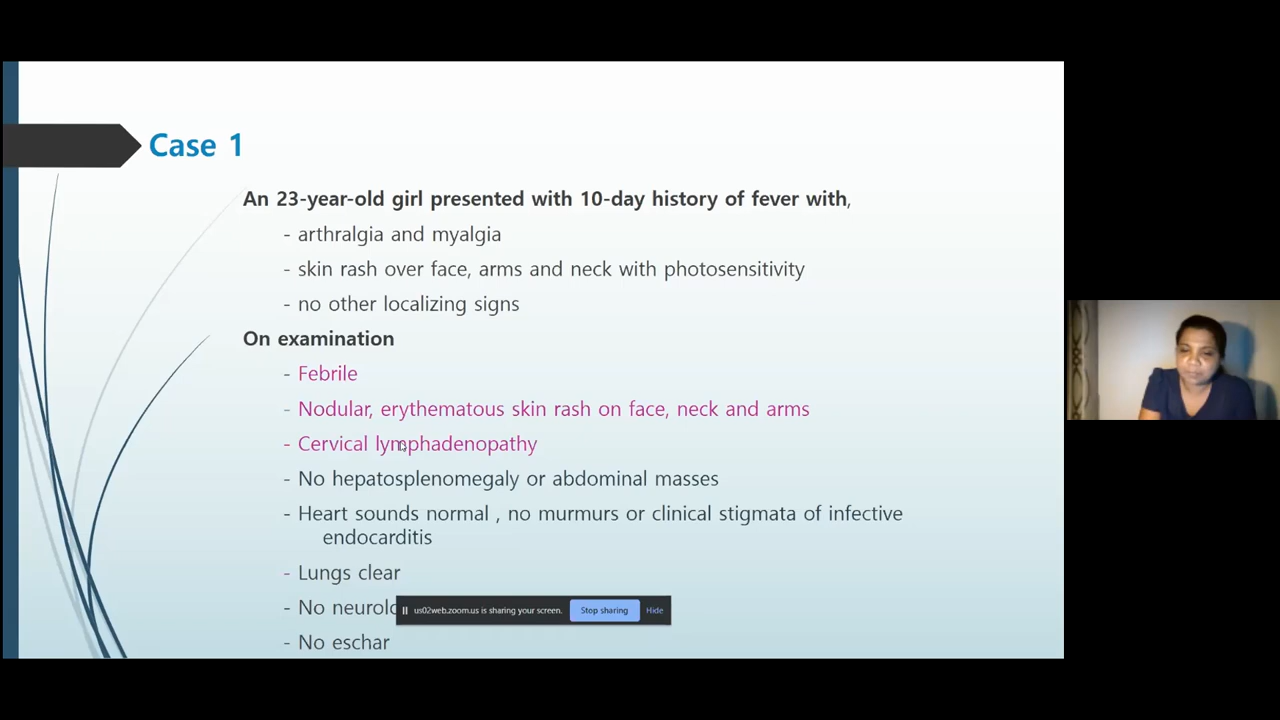 Case 1
An 23-year-old girl presented with 10-day history of fever with,
- arthralgia and myalgia
- skin rash over face, arms and neck with photosensitivity
- no other localizing signs
On examination
- Febrile
- Nodular, erythematous skin rash on face, neck and arms
- Cervical lymphadenopathy
- No hepatosplenomegaly or abdominal masses
- Heart sounds normal , no murmurs or clinical stigmata of infective
endocarditis
- Lungs clear
- No
us02web.zoom.us is sharing your screen. Stop sharing Hide
- No eschar